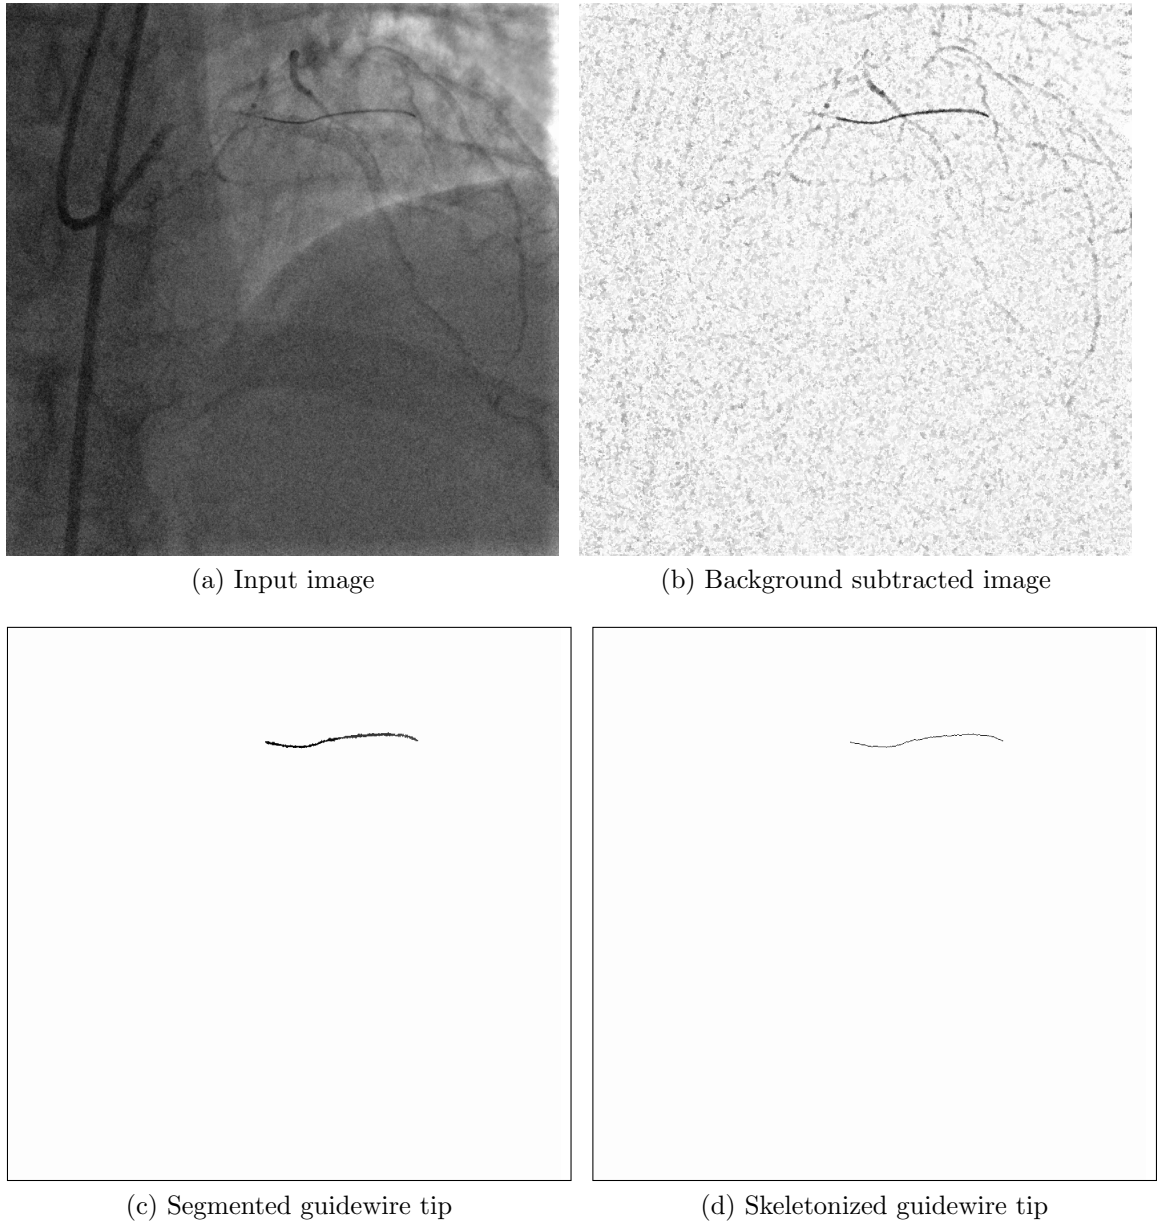 (a) Input image
(b) Background subtracted image
(c) Segmented guidewire tip
(d) Skeletonized guidewire tip